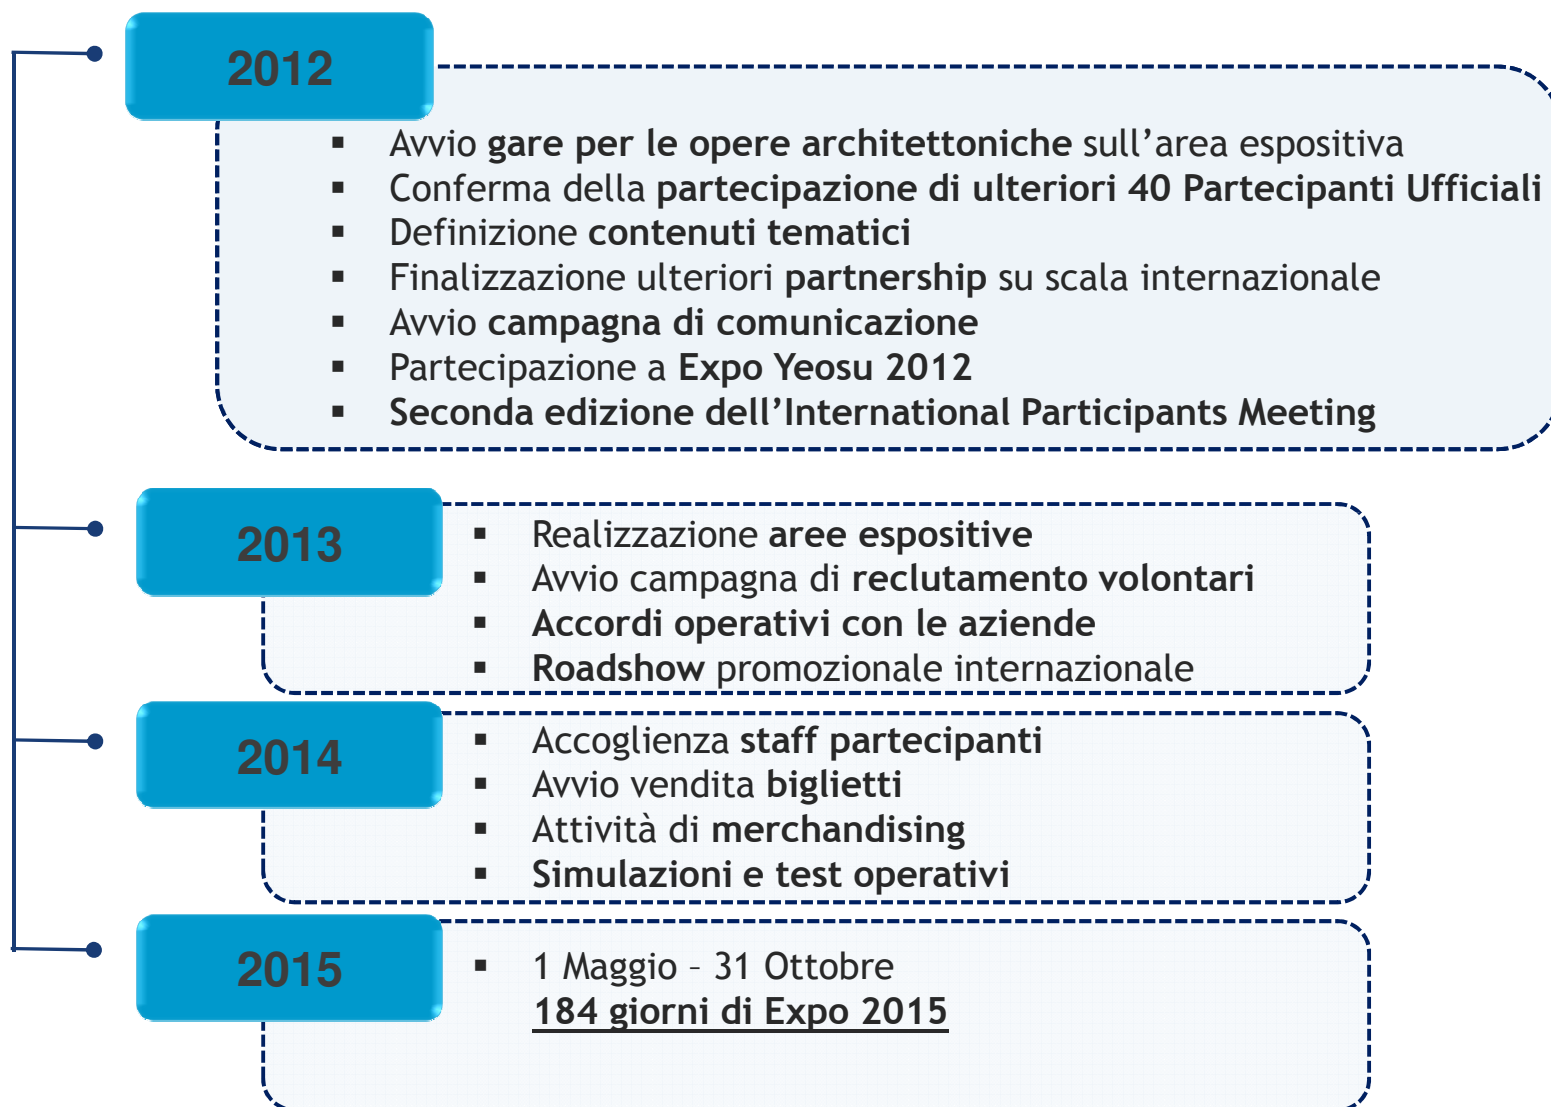 2012
▪ Avvio gare per le opere architettoniche sull’area espositiva
▪ Conferma della partecipazione di ulteriori 40 Partecipanti Ufficiali
▪ Definizione contenuti tematici
▪ Finalizzazione ulteriori partnership su scala internazionale
▪ Avvio campagna di comunicazione
▪ Partecipazione a Expo Yeosu 2012
▪ Seconda edizione dell’International Participants Meeting
2013
▪ Realizzazione aree espositive
▪ Avvio campagna di reclutamento volontari
▪ Accordi operativi con le aziende
▪ Roadshow promozionale internazionale
2014
▪ Accoglienza staff partecipanti
▪ Avvio vendita biglietti
▪ Attività di merchandising
▪ Simulazioni e test operativi
2015
▪ 1 Maggio – 31 Ottobre
184 giorni di Expo 2015